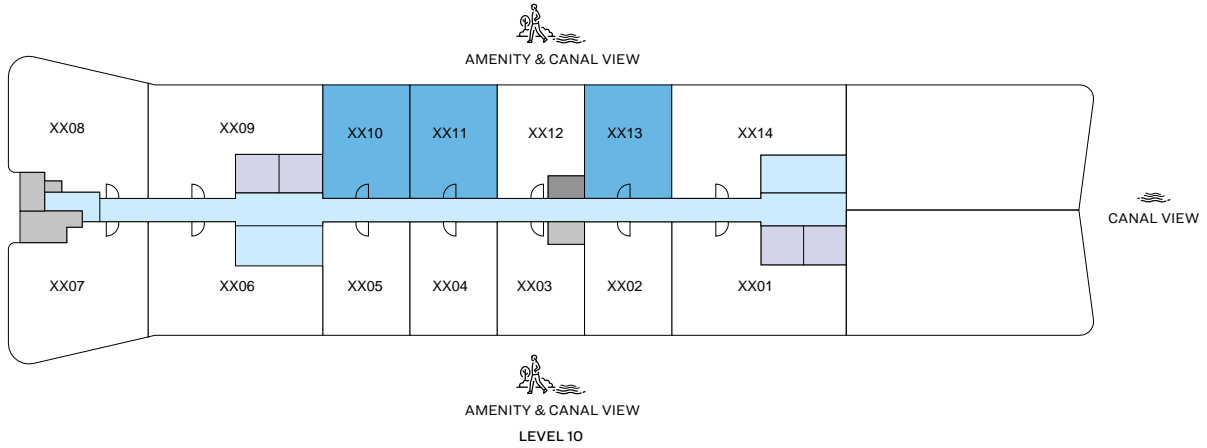 AMENITY & CANAL VIEW
XX08
XX09
XX10
XX11
XX12
XX13
XX14
CANAL VIEW
XX07
XX06
XX05
XX04
XX03
XX02
XX01
AMENITY & CANAL VIEW
LEVEL 10